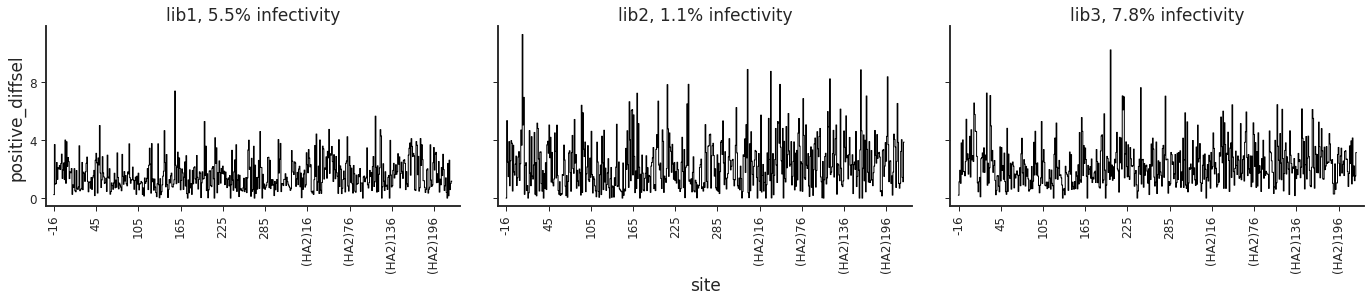 lib1, 5.5% infectivity
lib2, 1.1% infectivity
lib3, 7.8% infectivity
positive_diffsel
8
4
0
-16 45 105 165 225 285 (HA2)16 (HA2)76 (HA2)136 (HA2)196
-16 45 105 165 225 285 (HA2)16 (HA2)76 (HA2)136 (HA2)196
-16 45 105 165 225 285 (HA2)16 (HA2)76 (HA2)136 (HA2)196
site